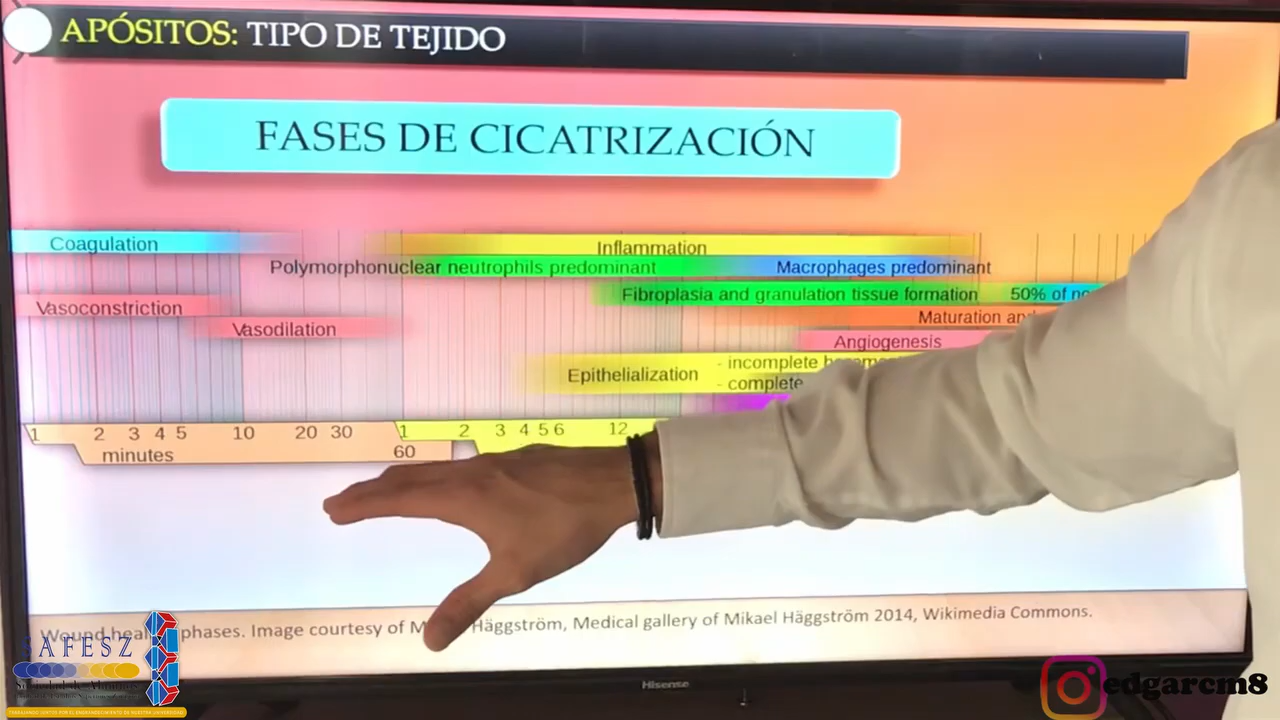 APÓSITOS: TIPO DE TEJIDO
FASES DE CICATRIZACIÓN
Coagulation
Inflammation
Polymorphonuclear neutrophils predominant
Macrophages predominant
Fibroplasia and granulation tissue formation
50% of
Vasoconstriction
Maturation
Vasodilation
Angiogenesis
Epithelialization
- incomplete
- complete
1 2 3 4 5 10 20 30 1 2 3 4 5 6 12
minutes 60
Wound phases. Image courtesy of Häggström, Medical gallery of Mikael Häggström 2014, Wikimedia Commons.
SAFESZ
Hisense
edgarcm8